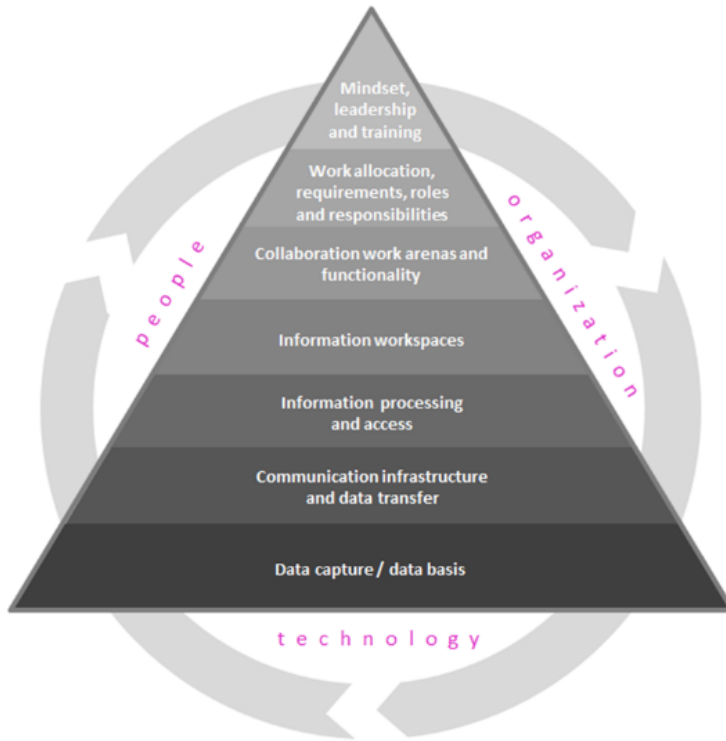 Mindset,
leadership
and training
Work allocation,
requirements, roles
and responsibilities
Collaboration work arenas and
functionality
Information workspaces
Information processing
and access
Communication infrastructure
and data transfer
Data capture / data basis
people
organization
technology